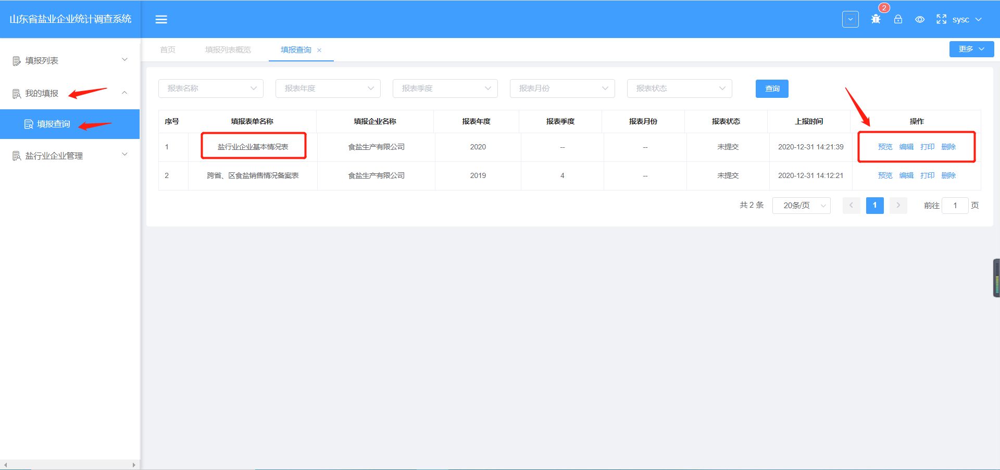 山东省盐业企业统计调查系统
2
sysc
填报列表
我的填报
填报查询
盐行业企业管理
首页 填报列表概览 填报查询 ×
更多
报表名称 报表年度 报表季度 报表月份 报表状态 查询
序号 填报表单名称 填报企业名称 报表年度 报表季度 报表月份 报表状态 上报时间 操作
1 盐行业企业基本情况表 食盐生产有限公司 2020 -- -- 未提交 2020-12-31 14:21:39 预览 编辑 打印 删除
2 跨省、区食盐销售情况备案表 食盐生产有限公司 2019 4 -- 未提交 2020-12-31 14:12:21 预览 编辑 打印 删除
共 2 条 20条/页 1 前往 1 页